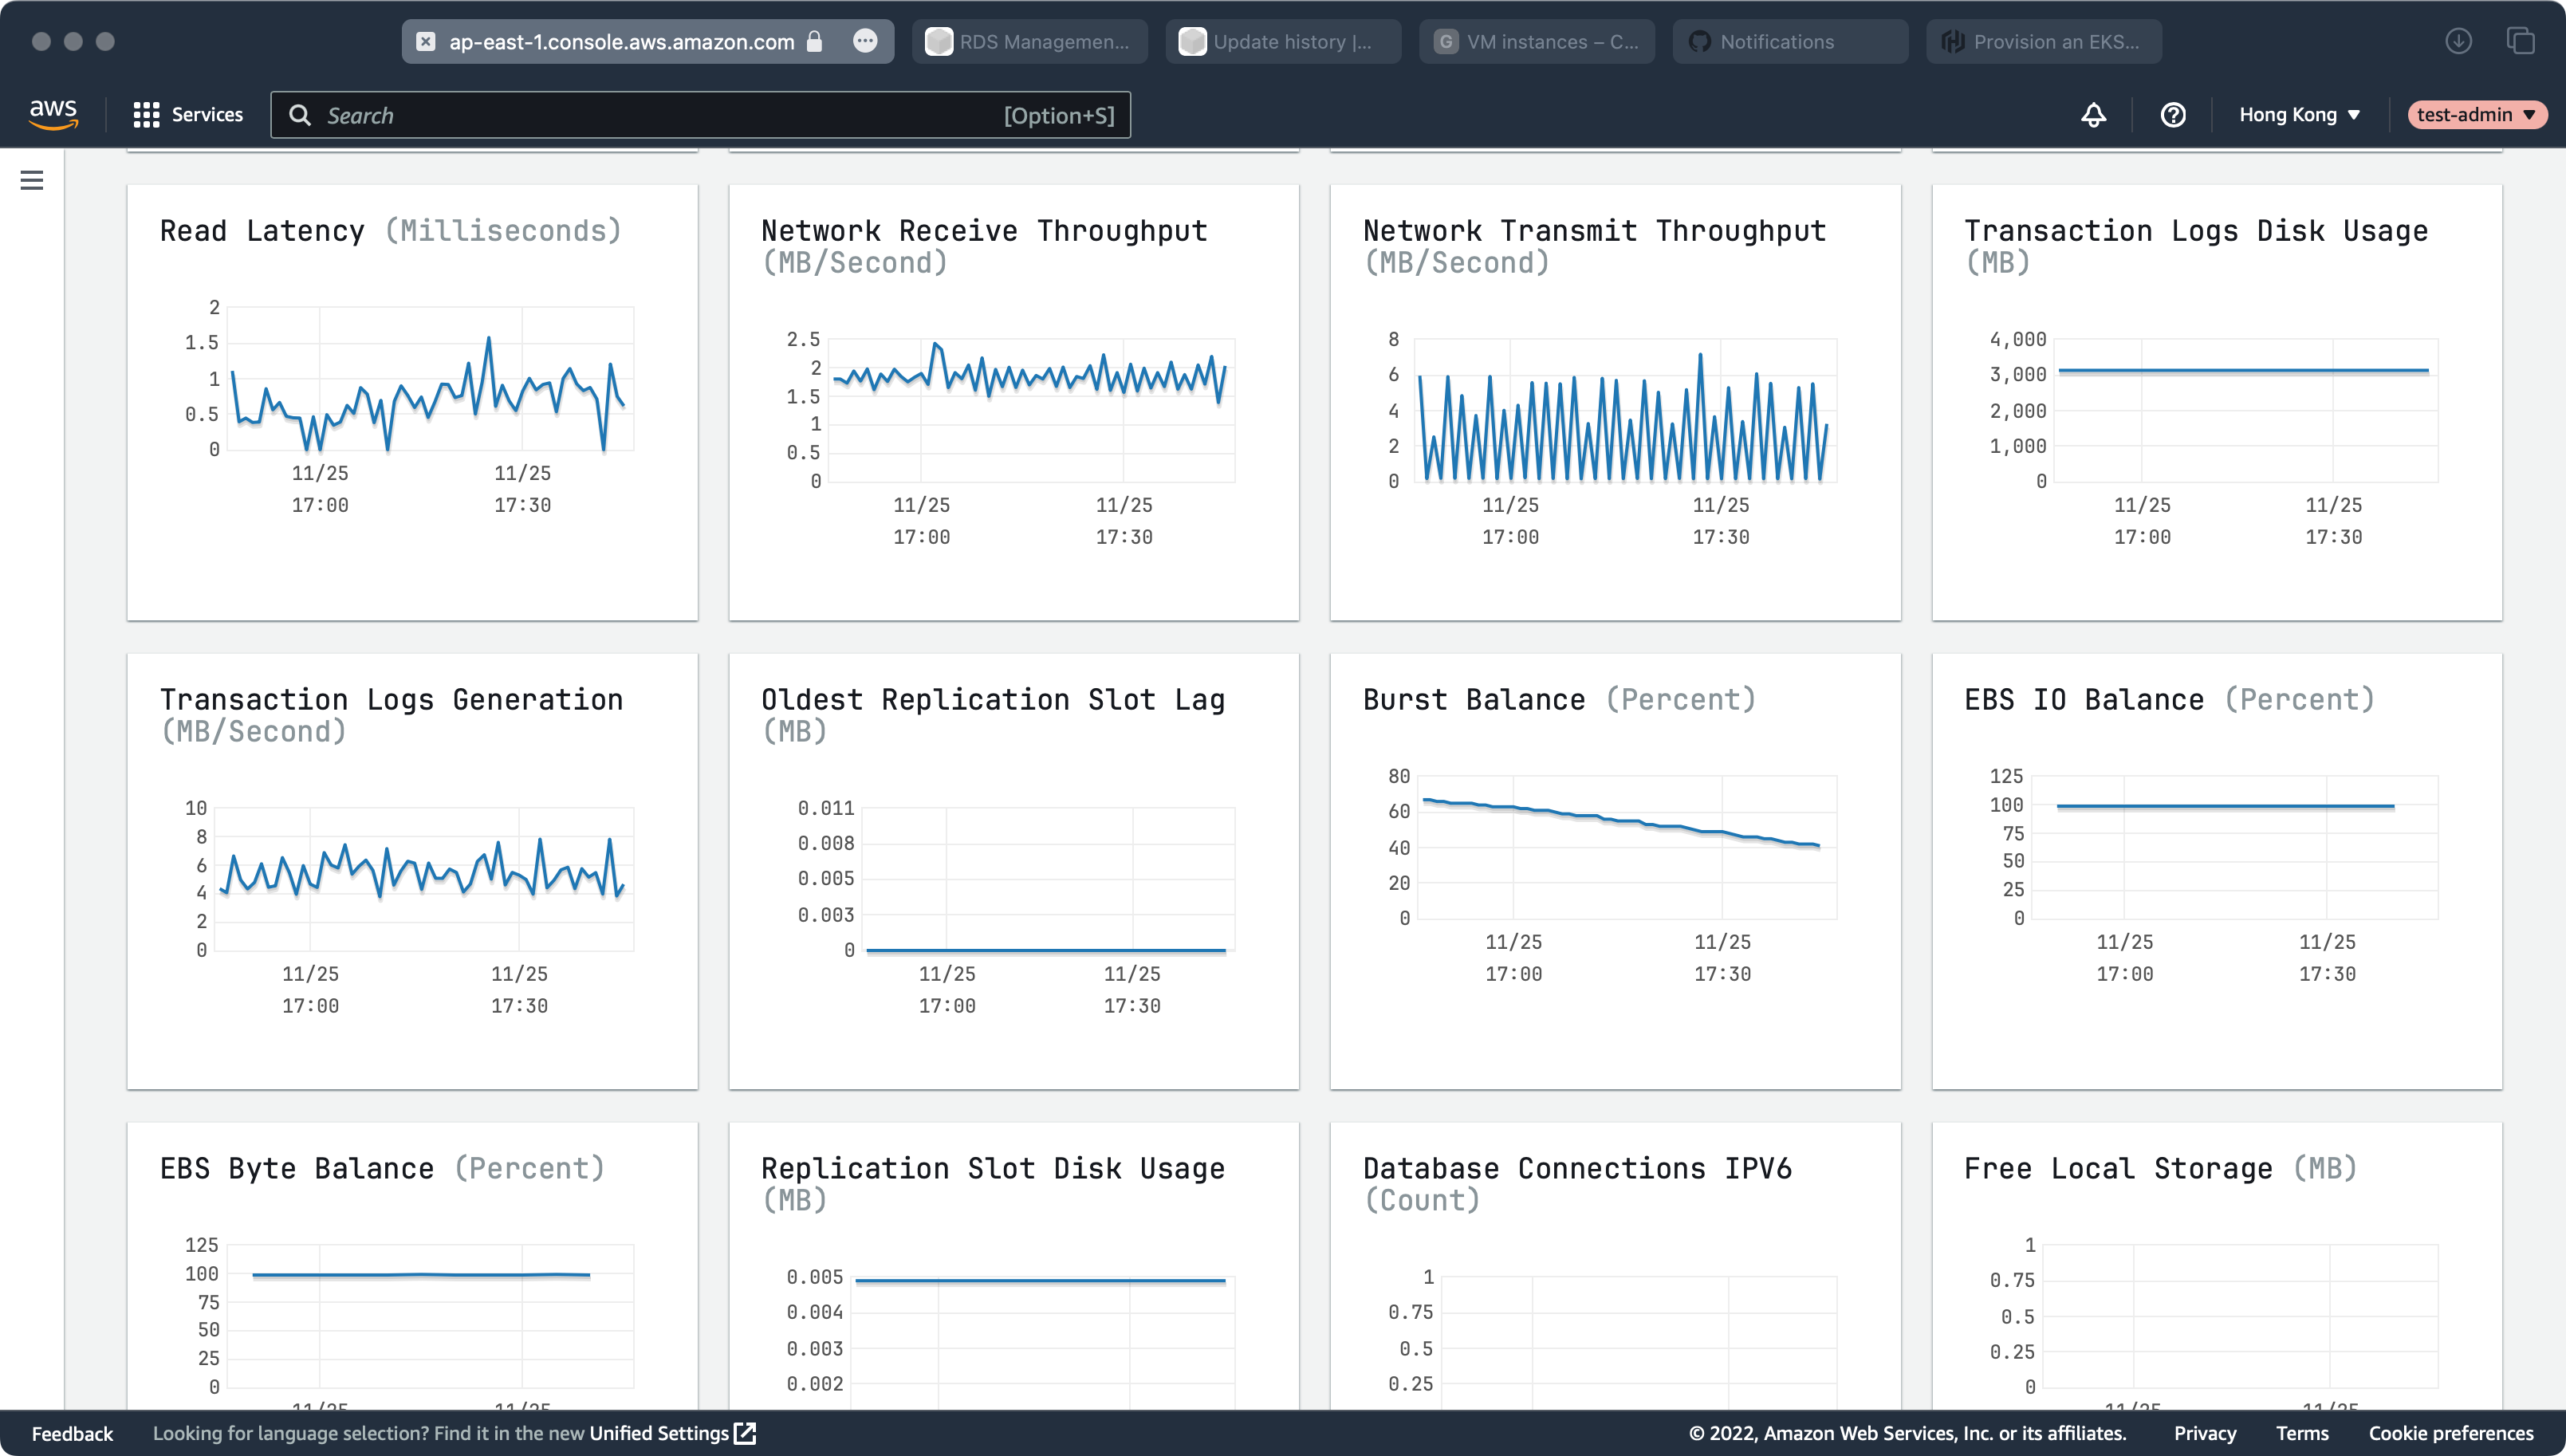 ap-east-1.console.aws.amazon.com
RDS Managemen...
Update history |...
G VM instances – C...
Notifications
Provision an EKS...
aws
Services
Search
[Option+S]
Hong Kong
test-admin
Read Latency (Milliseconds)
2
1.5
1
0.5
0
11/25
17:00
11/25
17:30
Network Receive Throughput
(MB/Second)
2.5
2
1.5
1
0.5
0
11/25
17:00
11/25
17:30
Network Transmit Throughput
(MB/Second)
8
6
4
2
0
11/25
17:00
11/25
17:30
Transaction Logs Disk Usage
(MB)
4,000
3,000
2,000
1,000
0
11/25
17:00
11/25
17:30
Transaction Logs Generation
(MB/Second)
10
8
6
4
2
0
11/25
17:00
11/25
17:30
Oldest Replication Slot Lag
(MB)
0.011
0.008
0.005
0.003
0
11/25
17:00
11/25
17:30
Burst Balance (Percent)
80
60
40
20
0
11/25
17:00
11/25
17:30
EBS IO Balance (Percent)
125
100
75
50
25
0
11/25
17:00
11/25
17:30
EBS Byte Balance (Percent)
125
100
75
50
25
0
11/25
11/25
Replication Slot Disk Usage
(MB)
0.005
0.004
0.003
0.002
Database Connections IPV6
(Count)
1
0.75
0.5
0.25
Free Local Storage (MB)
1
0.75
0.5
0.25
0
11/25
11/25
Feedback
Looking for language selection? Find it in the new Unified Settings
© 2022, Amazon Web Services, Inc. or its affiliates.
Privacy
Terms
Cookie preferences